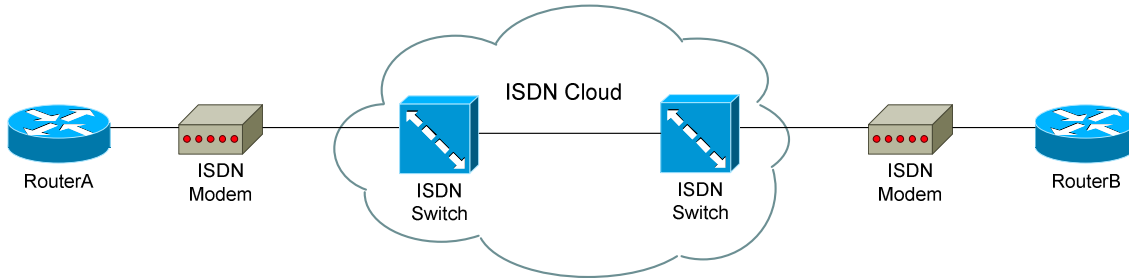 ISDN Cloud
RouterA
ISDN
Modem
ISDN
Switch
ISDN
Switch
ISDN
Modem
RouterB